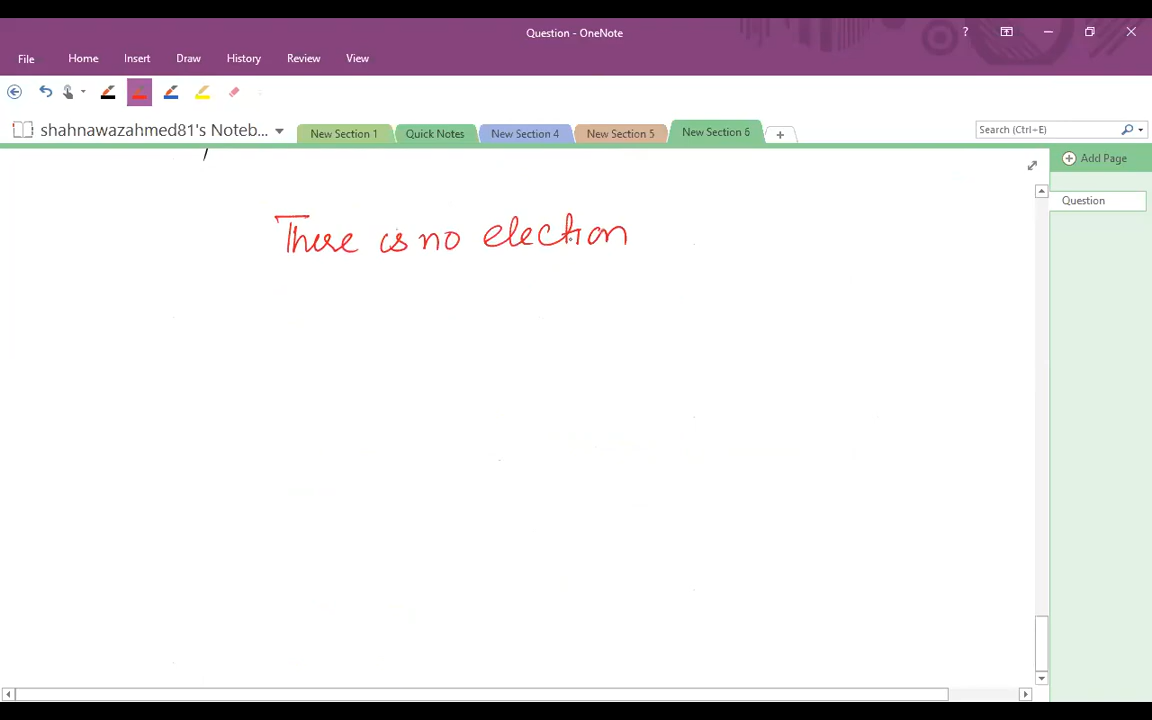 Question - OneNote
?
File Home Insert Draw History Review View
shahnawazahmed81's Noteb... New Section 1 Quick Notes New Section 4 New Section 5 New Section 6 +
Search (Ctrl+E)
Add Page
Question
There is no election